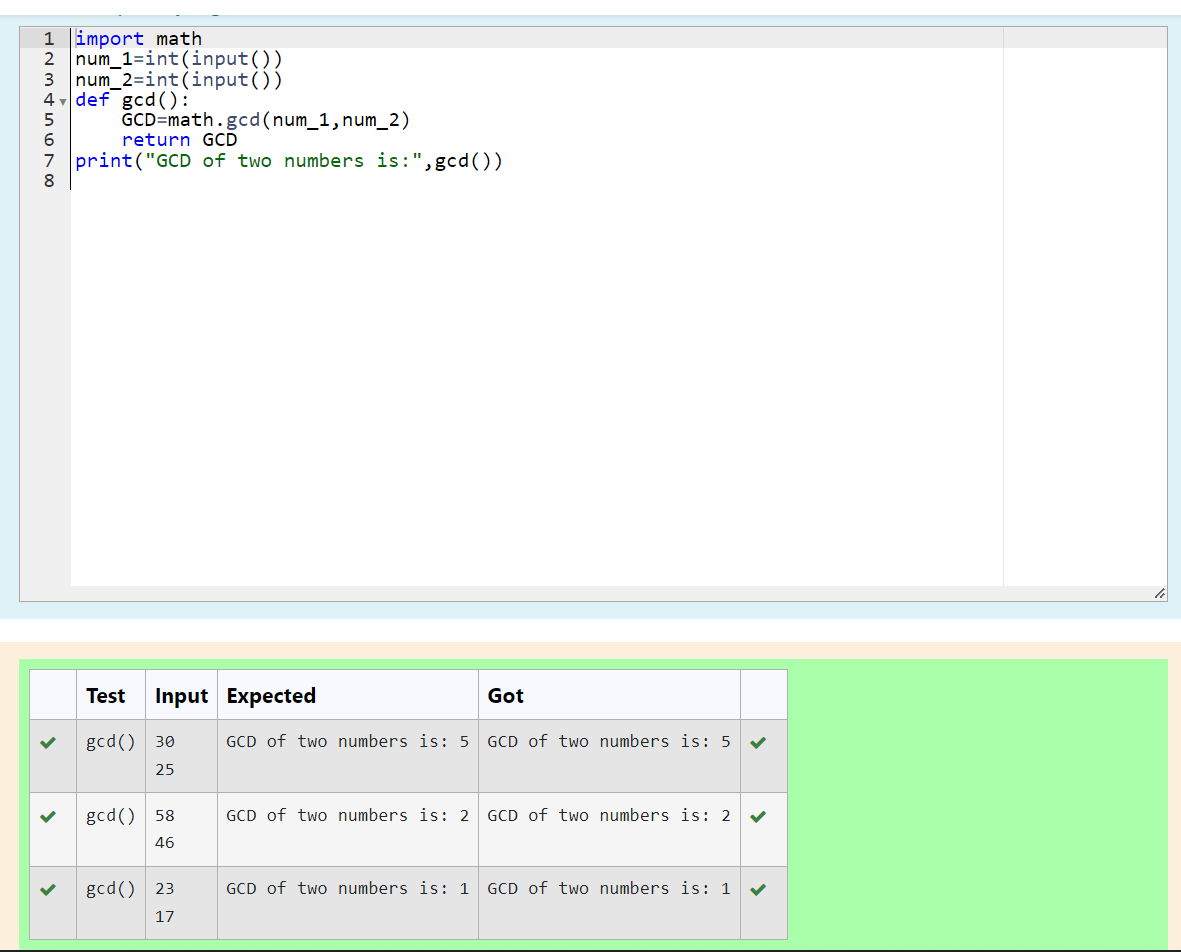 1 import math
2 num_1=int(input())
3 num_2=int(input())
4 def gcd():
5     GCD=math.gcd(num_1,num_2)
6     return GCD
7 print("GCD of two numbers is:",gcd())
8
Test Input Expected Got
gcd() 30 GCD of two numbers is: 5 GCD of two numbers is: 5
25
gcd() 58 GCD of two numbers is: 2 GCD of two numbers is: 2
46
gcd() 23 GCD of two numbers is: 1 GCD of two numbers is: 1
17